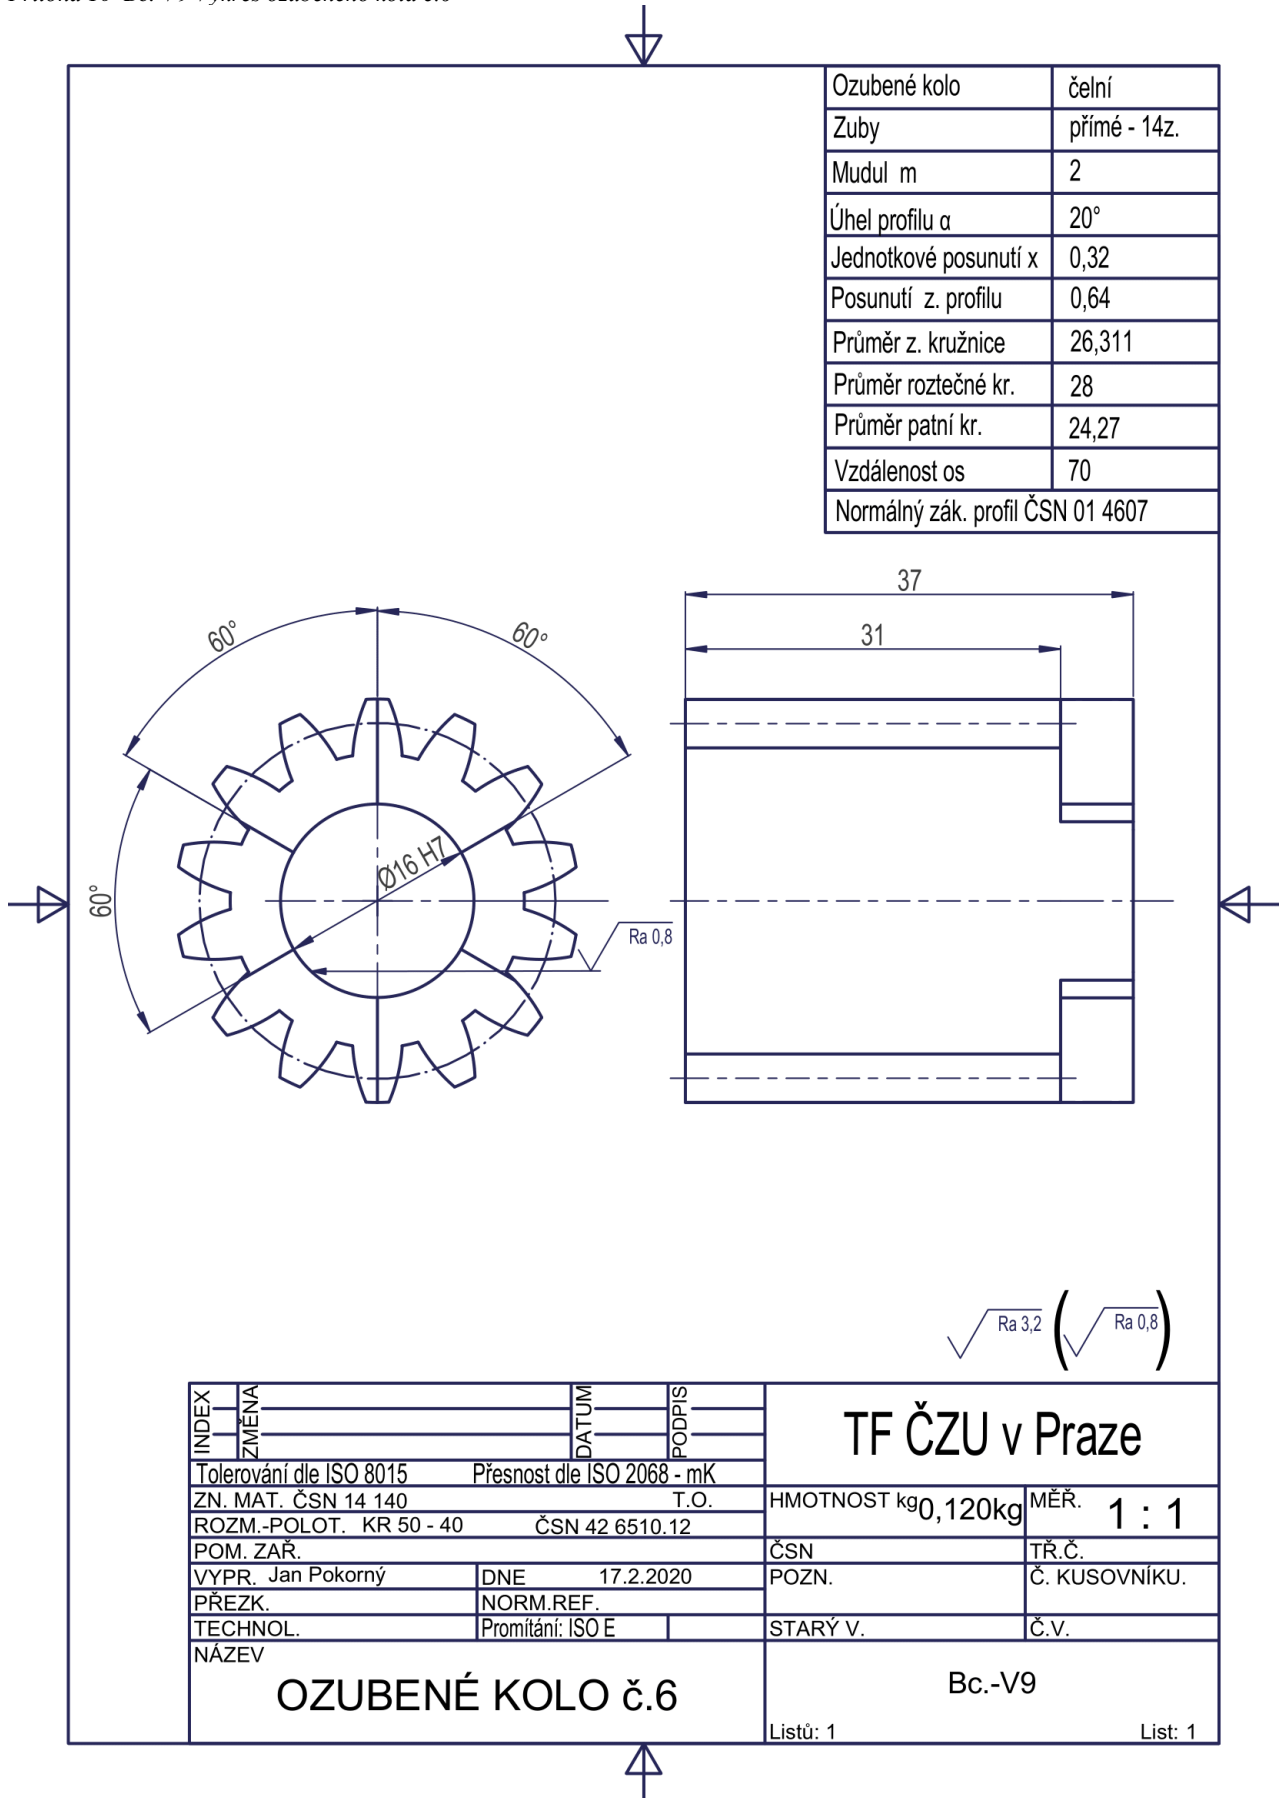 Ozubené kolo čelní
Zuby přímé - 14z.
Mudul m 2
Úhel profilu α 20°
Jednotkové posunutí x 0,32
Posunutí z. profilu 0,64
Průměr z. kružnice 26,311
Průměr roztečné kr. 28
Průměr patní kr. 24,27
Vzdálenost os 70
Normálný zák. profil ČSN 01 4607
37
31
60°
60°
60°
Ø16 H7
Ra 0,8
Ra 3,2 ( Ra 0,8 )
INDEX
ZMĚNA
DATUM
PODPIS
TF ČZU v Praze
Tolerování dle ISO 8015 Přesnost dle ISO 2068 - mK
ZN. MAT. ČSN 14 140 T.O.
HMOTNOST kg 0,120kg
MĚŘ. 1 : 1
ROZM.-POLOT. KR 50 - 40 ČSN 42 6510.12
POM. ZAŘ.
ČSN
TŘ.Č.
VYPR. Jan Pokorný
DNE 17.2.2020
POZN.
Č. KUSOVNÍKU.
PŘEZK.
NORM.REF.
TECHNOL.
Promítání: ISO E
STARÝ V.
Č.V.
NÁZEV
OZUBENÉ KOLO č.6
Bc.-V9
Listů: 1 List: 1